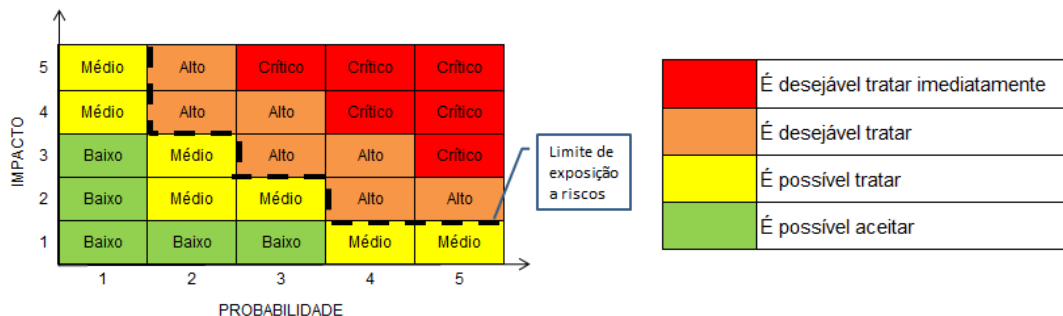 IMPACTO
5 Médio Alto Crítico Crítico Crítico
4 Médio Alto Alto Crítico Crítico
3 Baixo Médio Alto Alto Crítico
2 Baixo Médio Médio Alto Alto
1 Baixo Baixo Baixo Médio Médio
1 2 3 4 5
PROBABILIDADE
Limite de
exposição
a riscos
É desejável tratar imediatamente
É desejável tratar
É possível tratar
É possível aceitar